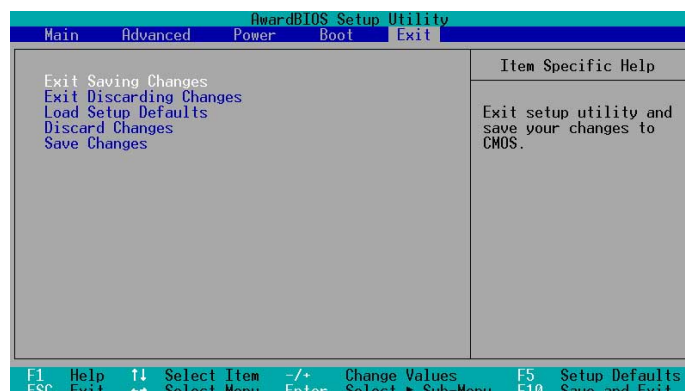 AwardBIOS Setup Utility
Main Advanced Power Boot Exit
Exit Saving Changes
Exit Discarding Changes
Load Setup Defaults
Discard Changes
Save Changes
Item Specific Help
Exit setup utility and
save your changes to
CMOS.
F1 Help ↑↓ Select Item -/+ Change Values F5 Setup Defaults
ESC Exit ↔ Select Menu Enter Select ► Sub-Menu F10 Save and Exit